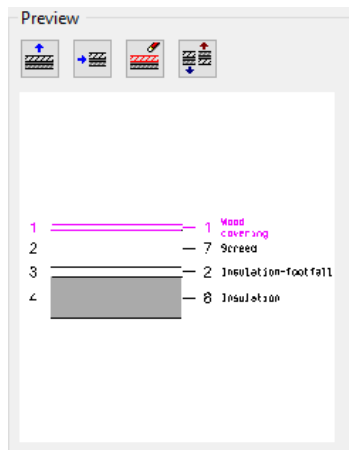 Preview
1 1 Wood
covering
2 7 Screed
3 2 Insulation-footfall
4 8 Insulation